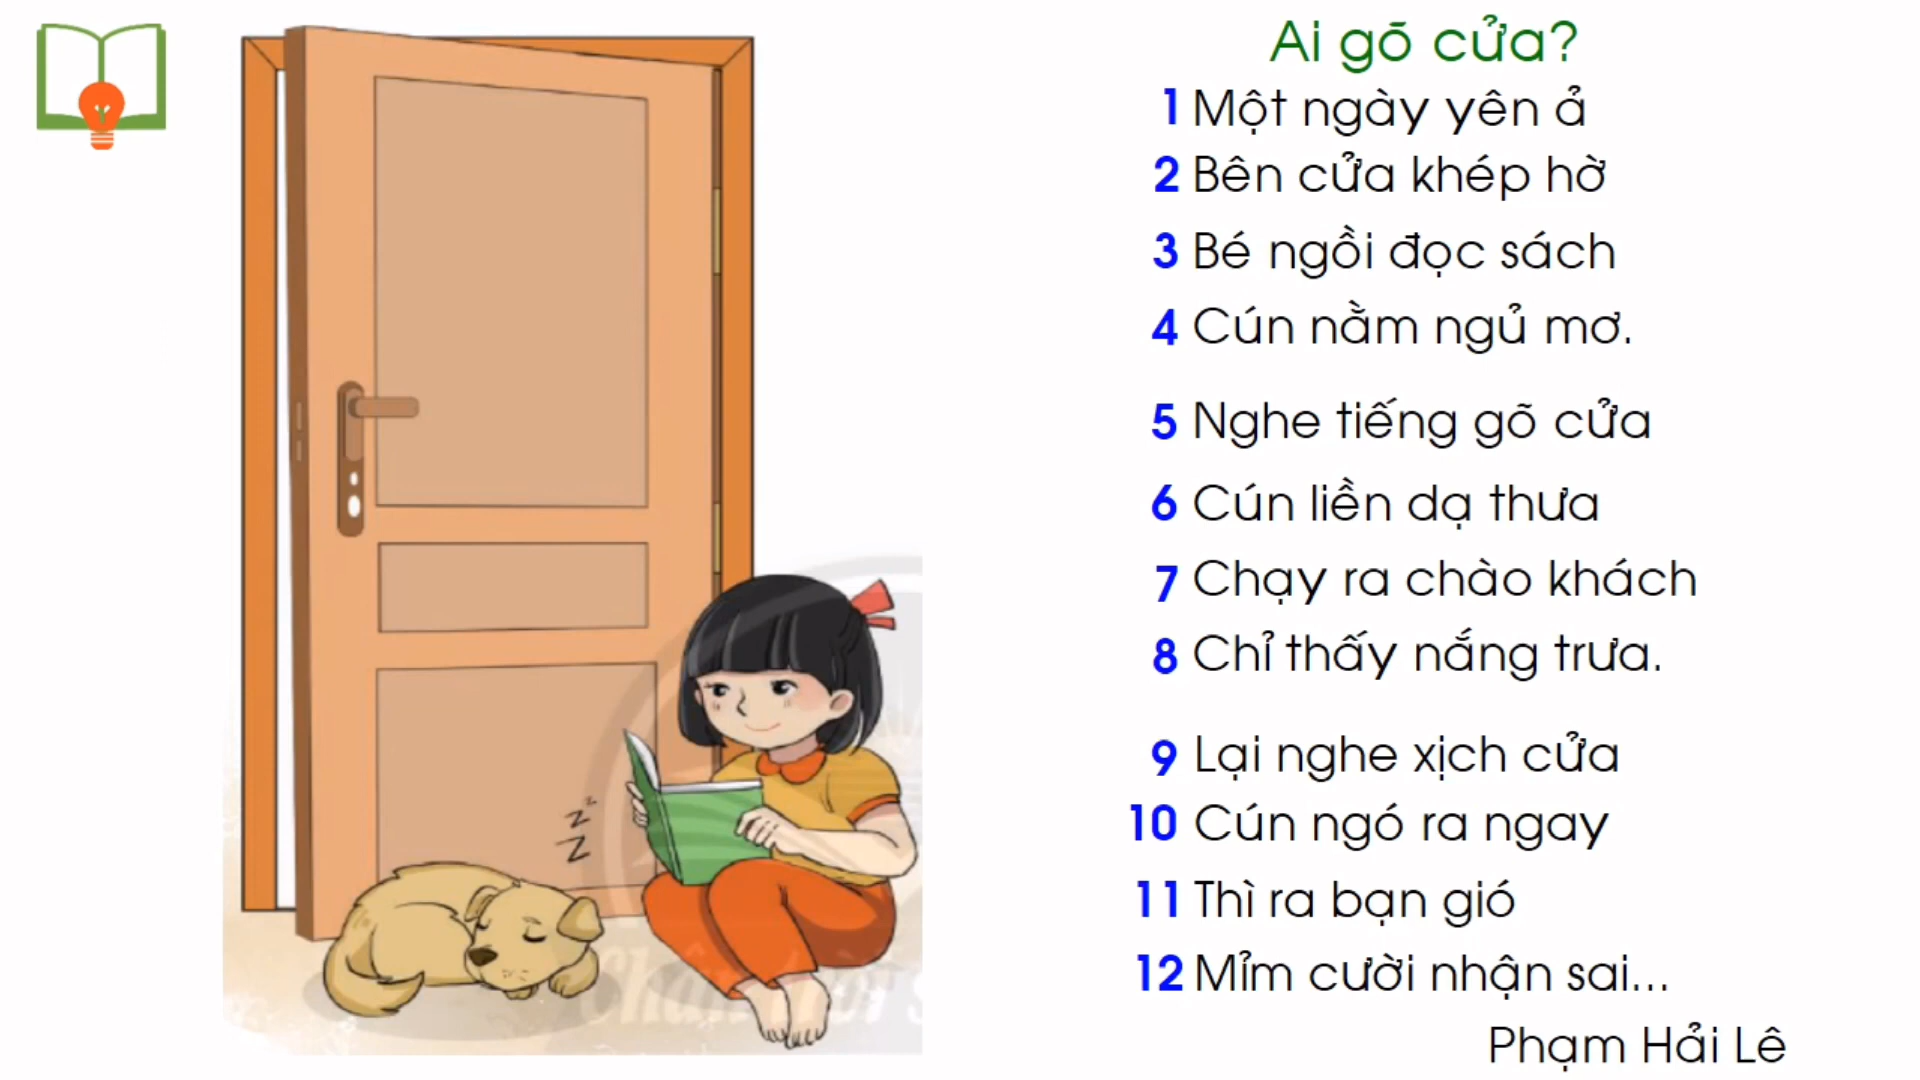 Ai gõ cửa?
1 Một ngày yên ả
2 Bên cửa khép hờ
3 Bé ngồi đọc sách
4 Cún nằm ngủ mơ.
5 Nghe tiếng gõ cửa
6 Cún liền dạ thưa
7 Chạy ra chào khách
8 Chỉ thấy nắng trưa.
9 Lại nghe xịch cửa
10 Cún ngó ra ngay
11 Thì ra bạn gió
12 Mỉm cười nhận sai...
Phạm Hải Lê
z z z
Chân trời s